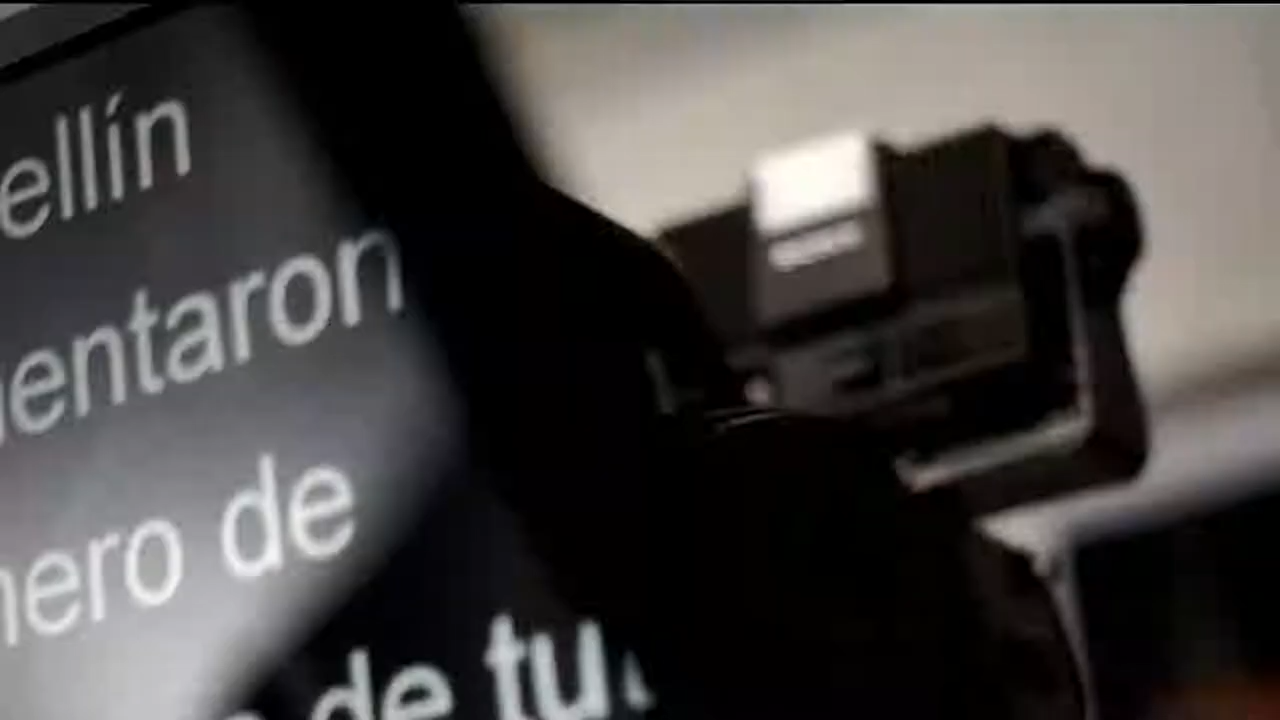 ellín
entaron
nero de
de tu